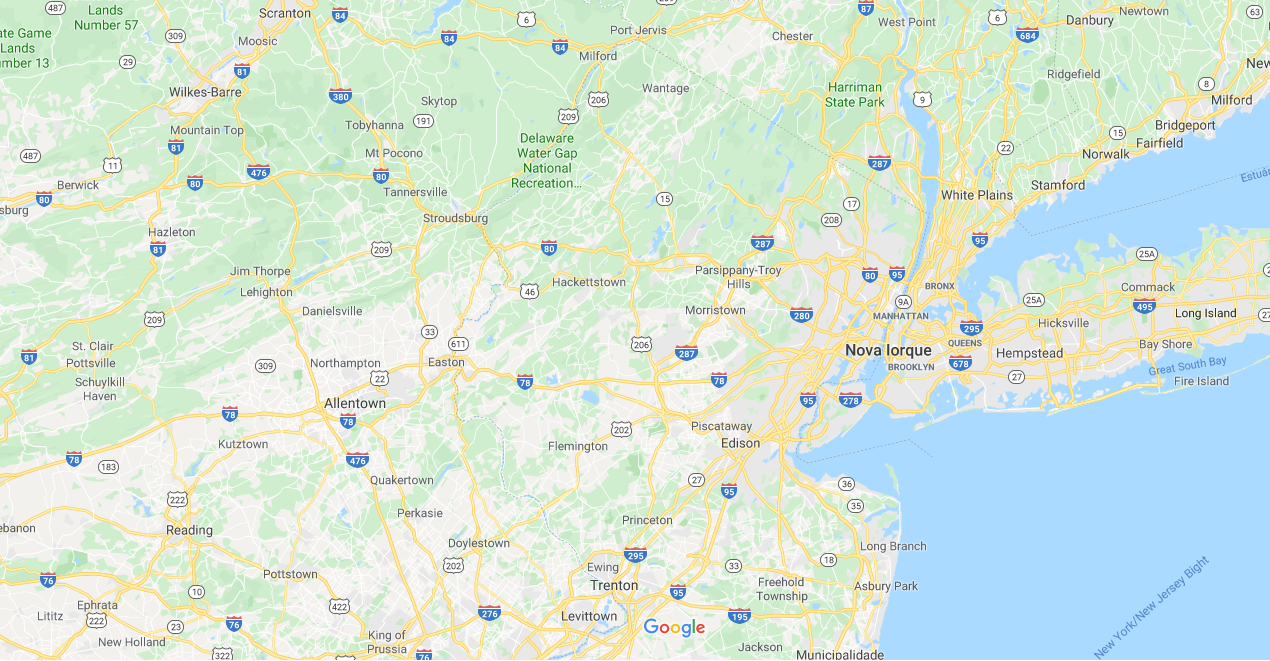 487
Lands
Number 57
Scranton
84
6
Port Jervis
87
West Point
6
Newtown
63
Danbury
684
309
Moosic
84
84
Milford
Chester
ate Game
Lands
mber 13
29
81
Ridgefield
New
Wilkes-Barre
380
Skytop
206
Wantage
Harriman
State Park
9
8
Milford
209
191
Tobyhanna
Mountain Top
Bridgeport
15
Fairfield
487
11
81
Mt Pocono
Delaware
Water Gap
National
Recreation...
22
Norwalk
287
476
80
80
Stamford
Berwick
80
Tannersville
15
White Plains
sburg
Stroudsburg
17
208
Hazleton
81
209
80
287
95
25A
Jim Thorpe
Parsippany-Troy
Hills
80
95
Lehighton
46
Hackettstown
BRONX
Commack
9A
25A
495
Danielsville
Morristown
280
MANHATTAN
Long Island
209
33
295
Hicksville
27
St. Clair
611
206
287
QUEENS
Bay Shore
81
Pottsville
Northampton
Easton
Nova Iorque
Hempstead
309
BROOKLYN
678
Great South Bay
Schuylkill
Haven
22
78
78
27
Fire Island
Allentown
95
278
78
78
202
Piscataway
Kutztown
Flemington
Edison
78
183
476
Quakertown
27
36
95
222
35
Perkasie
Princeton
ebanon
Reading
Doylestown
Long Branch
295
202
18
76
Pottstown
Ewing
33
Trenton
Freehold
Township
Asbury Park
10
95
Ephrata
422
Lititz
222
276
Levittown
195
23
76
Google
New Holland
King of
Prussia
Jackson
322
76
Municipalidade
New York/New Jersey Bight